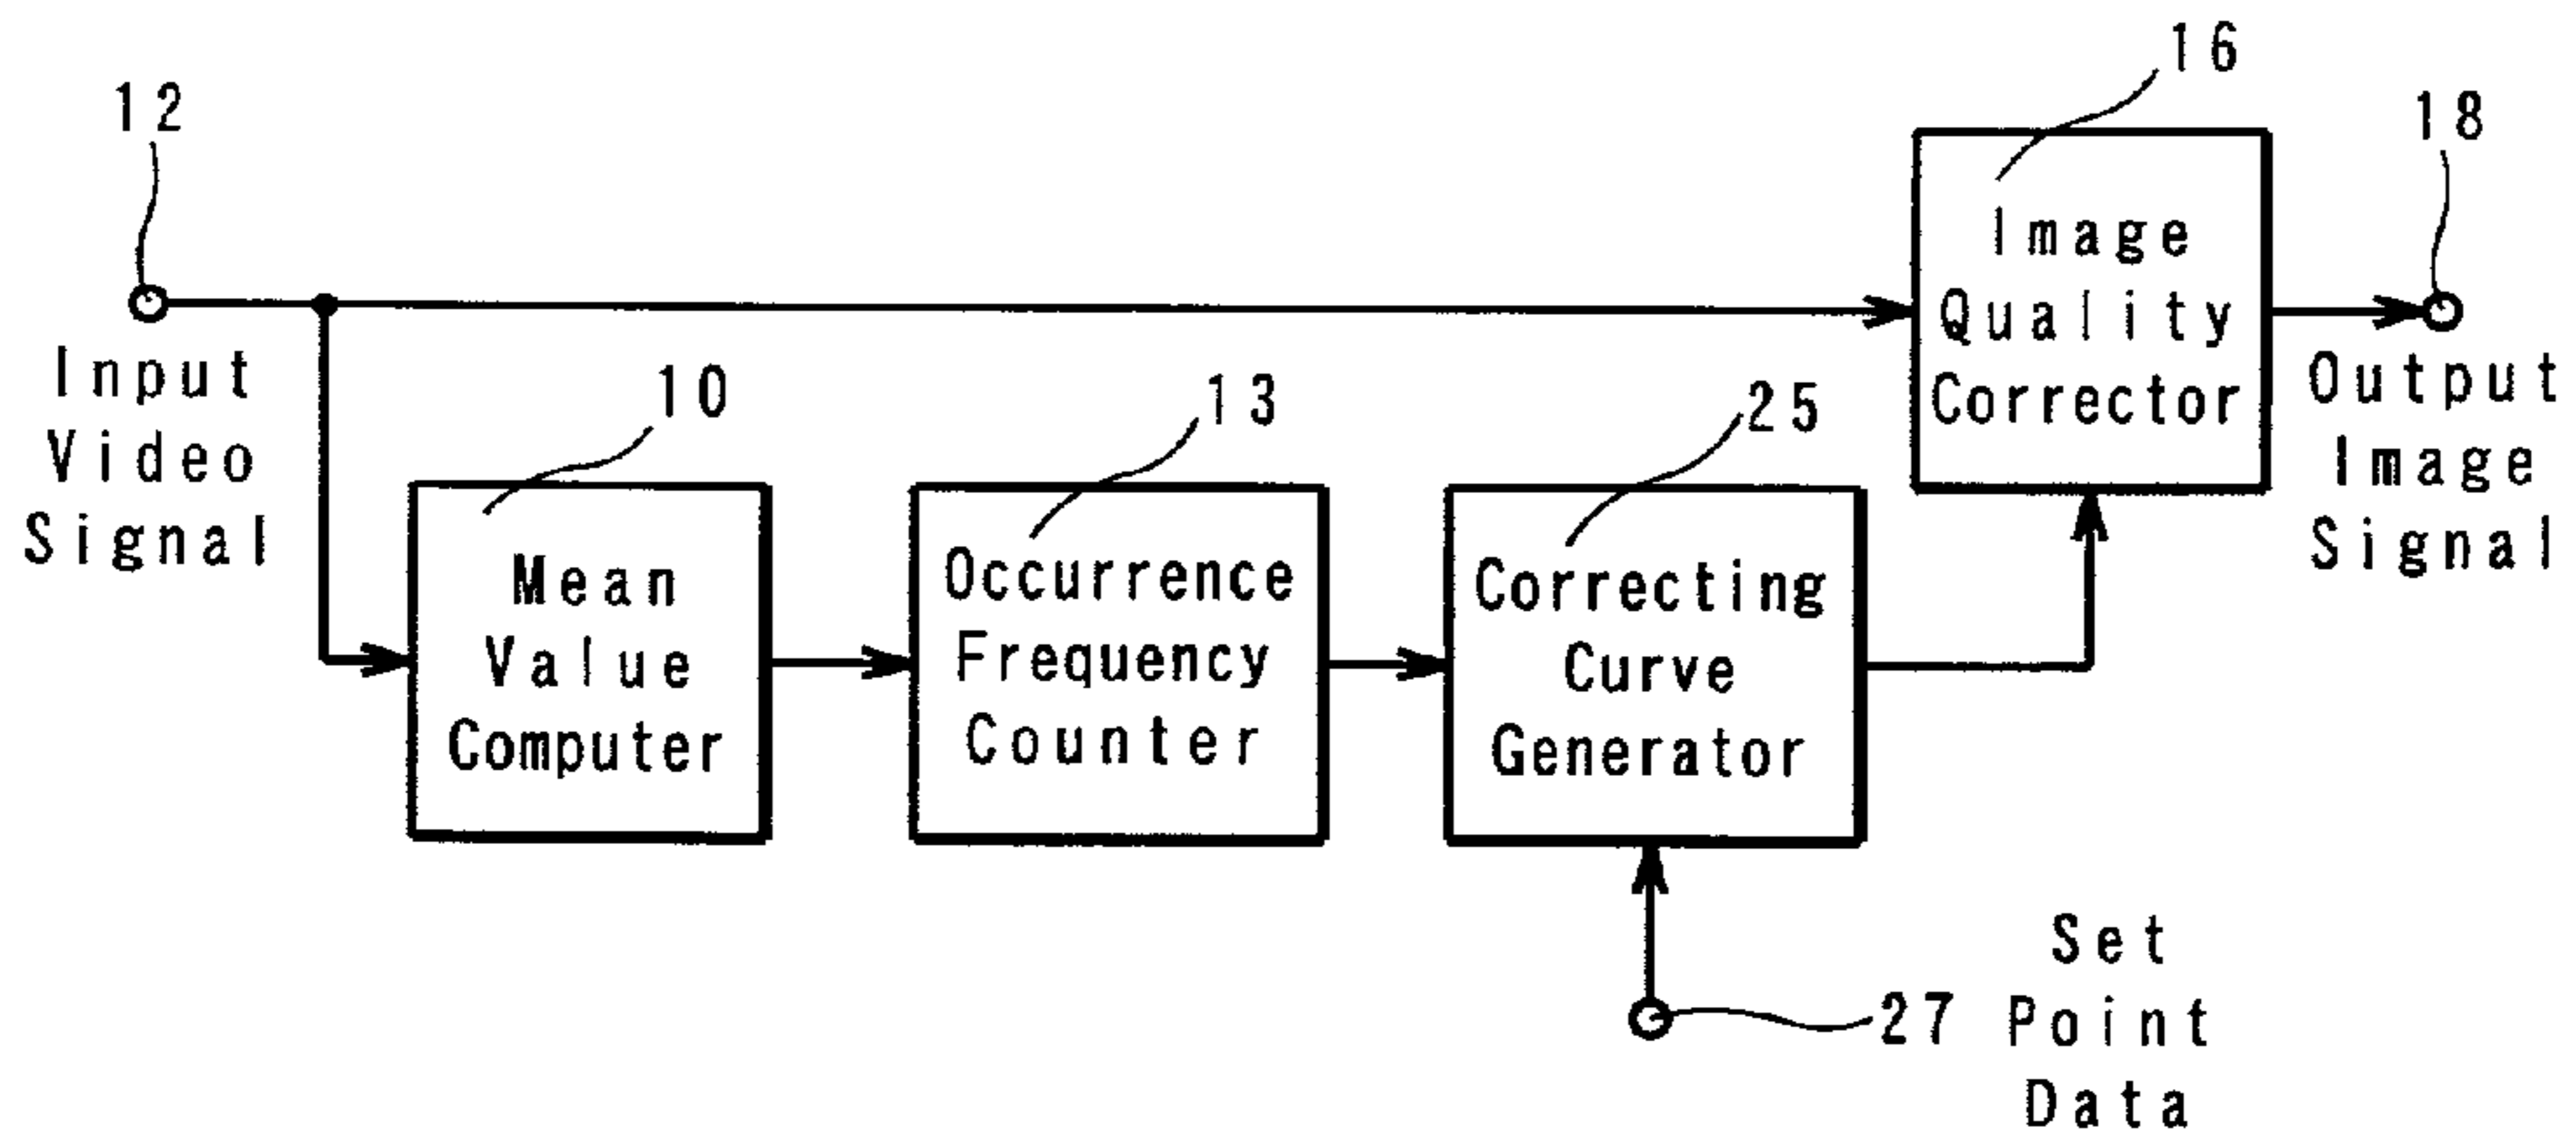 16
12
18
Image
Quality
Corrector
Input
Video
Signal
10
13
25
Output
Image
Signal
Mean
Value
Computer
Occurrence
Frequency
Counter
Correcting
Curve
Generator
27
Set
Point
Data